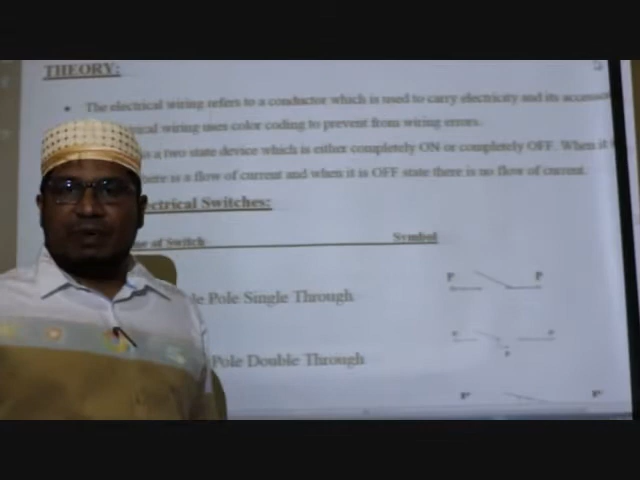 THEORY:
• The electrical wiring refers to a conductor which is used to carry electricity and its accesso
wiring uses color coding to prevent from wiring errors.
a two state device which is either completely ON or completely OFF. When it
there is a flow of current and when it is OFF state there is no flow of current.
ectrical Switches:
e of Switch Symbol
P P
le Pole Single Through
P P
P
Pole Double Through
P P